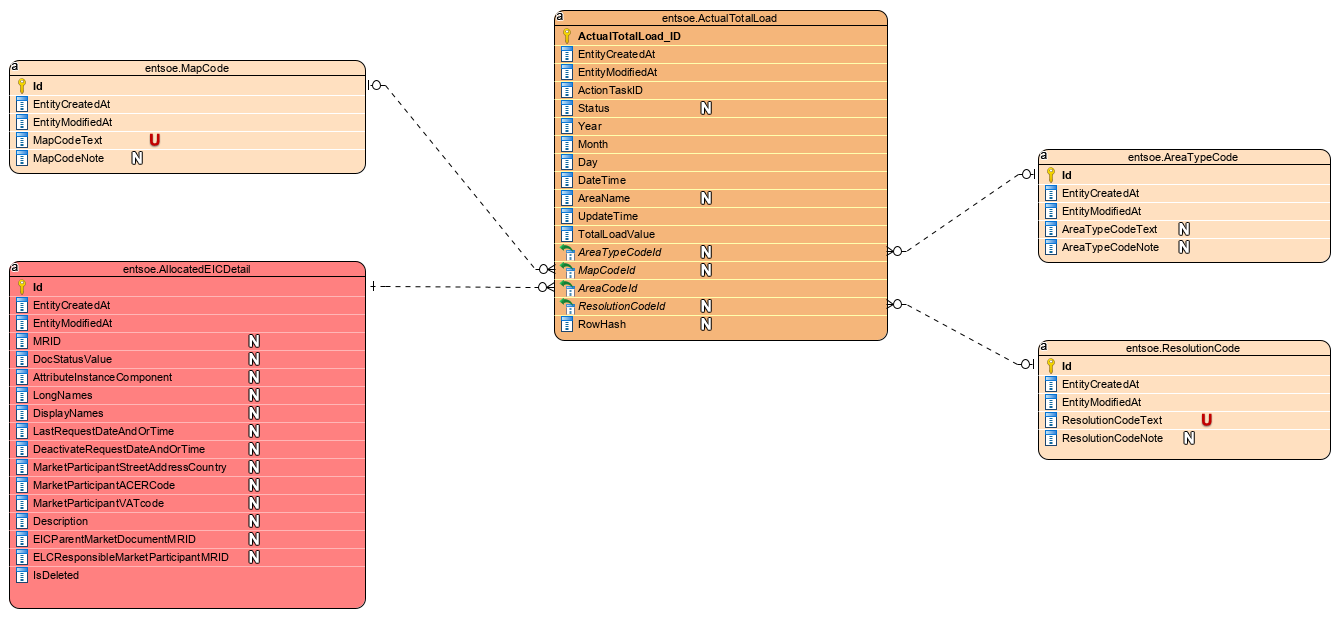 a
entsoe.MapCode
Id
EntityCreatedAt
EntityModifiedAt
MapCodeText U
MapCodeNote N
a
entsoe.AllocatedEICDetail
Id
EntityCreatedAt
EntityModifiedAt
MRID N
DocStatusValue N
AttributeInstanceComponent N
LongNames N
DisplayNames N
LastRequestDateAndOrTime N
DeactivateRequestDateAndOrTime N
MarketParticipantStreetAddressCountry N
MarketParticipantACERCode N
MarketParticipantVATcode N
Description N
EICParentMarketDocumentMRID N
ELCResponsibleMarketParticipantMRID N
IsDeleted
a
entsoe.ActualTotalLoad
ActualTotalLoad_ID
EntityCreatedAt
EntityModifiedAt
ActionTaskID
Status N
Year
Month
Day
DateTime
AreaName N
UpdateTime
TotalLoadValue
AreaTypeCodeId N
MapCodeId N
AreaCodeId
ResolutionCodeId N
RowHash N
a
entsoe.AreaTypeCode
Id
EntityCreatedAt
EntityModifiedAt
AreaTypeCodeText N
AreaTypeCodeNote N
a
entsoe.ResolutionCode
Id
EntityCreatedAt
EntityModifiedAt
ResolutionCodeText U
ResolutionCodeNote N